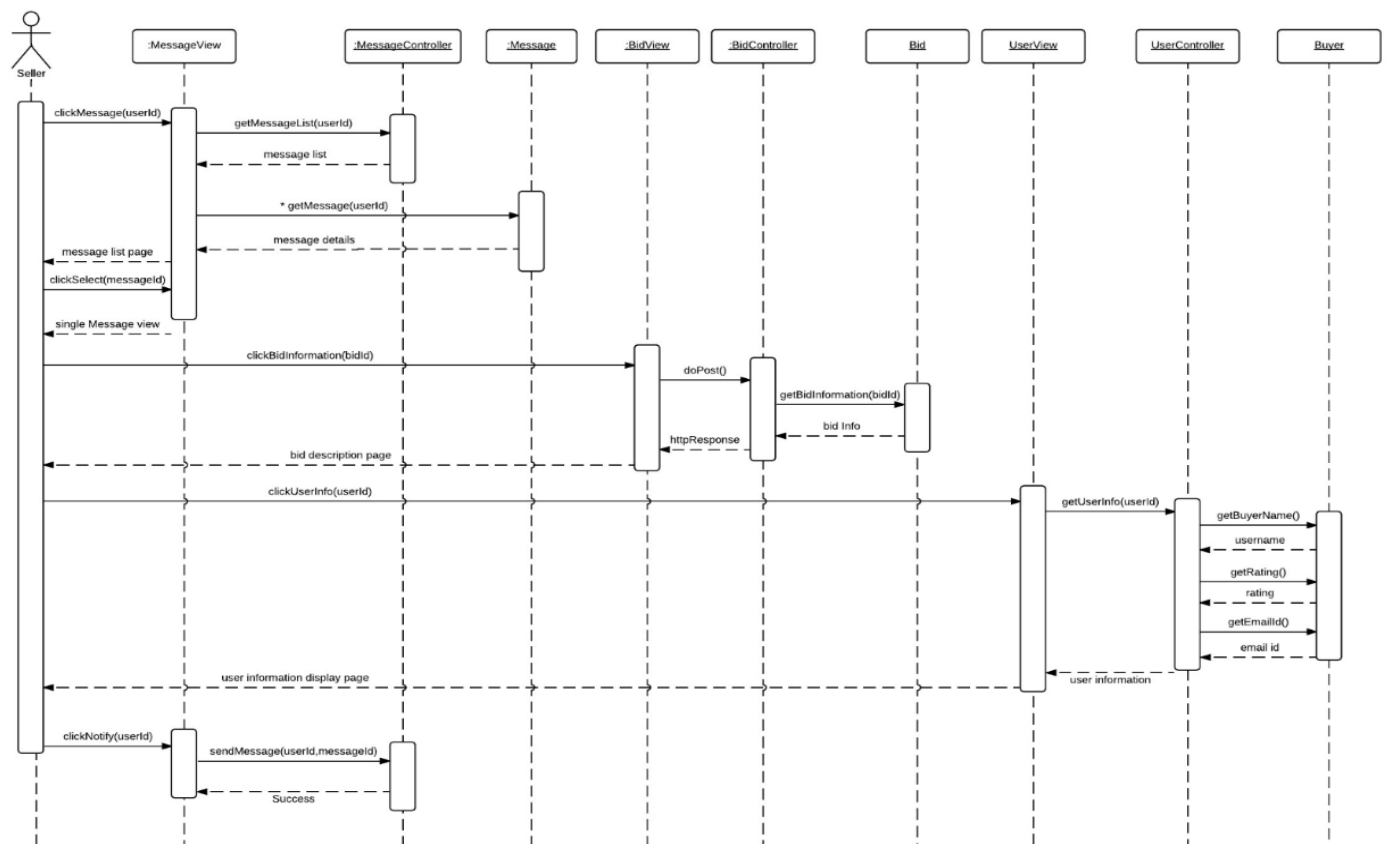 :MessageView
:MessageController
:Message
:BidView
:BidController
Bid
UserView
UserController
Buyer
Seller
clickMessage(userId)
getMessageList(userId)
message list
* getMessage(userId)
message details
message list page
clickSelect(messageId)
single Message view
clickBidInformation(bidId)
doPost()
getBidInformation(bidId)
bid Info
httpResponse
bid description page
clickUserInfo(userId)
getUserInfo(userId)
getBuyerName()
username
getRating()
rating
getEmailId()
email id
user information
user information display page
clickNotify(userId)
sendMessage(userId,messageId)
Success